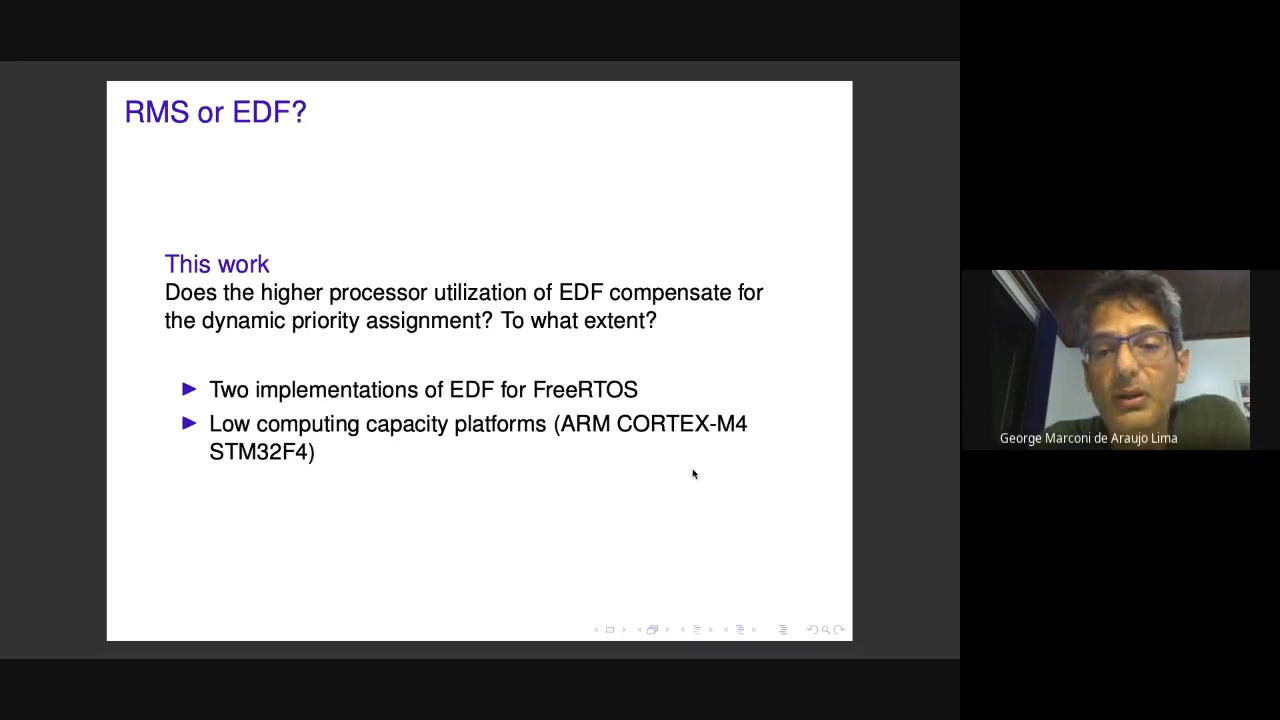 RMS or EDF?
This work
Does the higher processor utilization of EDF compensate for
the dynamic priority assignment? To what extent?
Two implementations of EDF for FreeRTOS
Low computing capacity platforms (ARM CORTEX-M4
STM32F4)
George Marconi de Araujo Lima